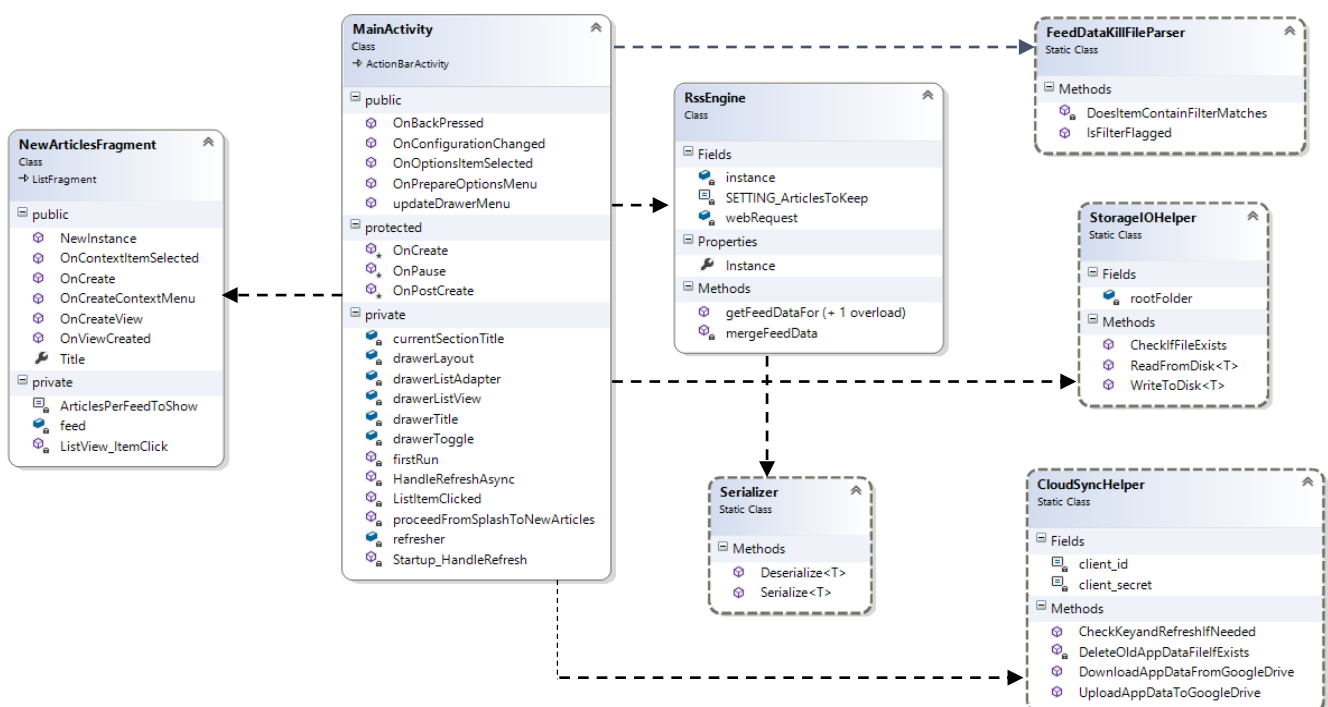 NewArticlesFragment
Class
ListFragment
public
NewInstance
OnContextItemSelected
OnCreate
OnCreateContextMenu
OnCreateView
OnViewCreated
Title
private
ArticlesPerFeedToShow
feed
ListView_ItemClick
MainActivity
Class
ActionBarActivity
public
OnBackPressed
OnConfigurationChanged
OnOptionsItemSelected
OnPrepareOptionsMenu
updateDrawerMenu
protected
OnCreate
OnPause
OnPostCreate
private
currentSectionTitle
drawerLayout
drawerListAdapter
drawerListView
drawerTitle
drawerToggle
firstRun
HandleRefreshAsync
ListItemClicked
proceedFromSplashToNewArticles
refresher
Startup_HandleRefresh
RssEngine
Class
Fields
instance
SETTING_ArticlesToKeep
webRequest
Properties
Instance
Methods
getFeedDataFor (+ 1 overload)
mergeFeedData
Serializer
Static Class
Methods
Deserialize<T>
Serialize<T>
FeedDataKillFileParser
Static Class
Methods
DoesItemContainFilterMatches
IsFilterFlagged
StorageIOHelper
Static Class
Fields
rootFolder
Methods
CheckIfFileExists
ReadFromDisk<T>
WriteToDisk<T>
CloudSyncHelper
Static Class
Fields
client_id
client_secret
Methods
CheckKeyandRefreshIfNeeded
DeleteOldAppDataFileIfExists
DownloadAppDataFromGoogleDrive
UploadAppDataToGoogleDrive